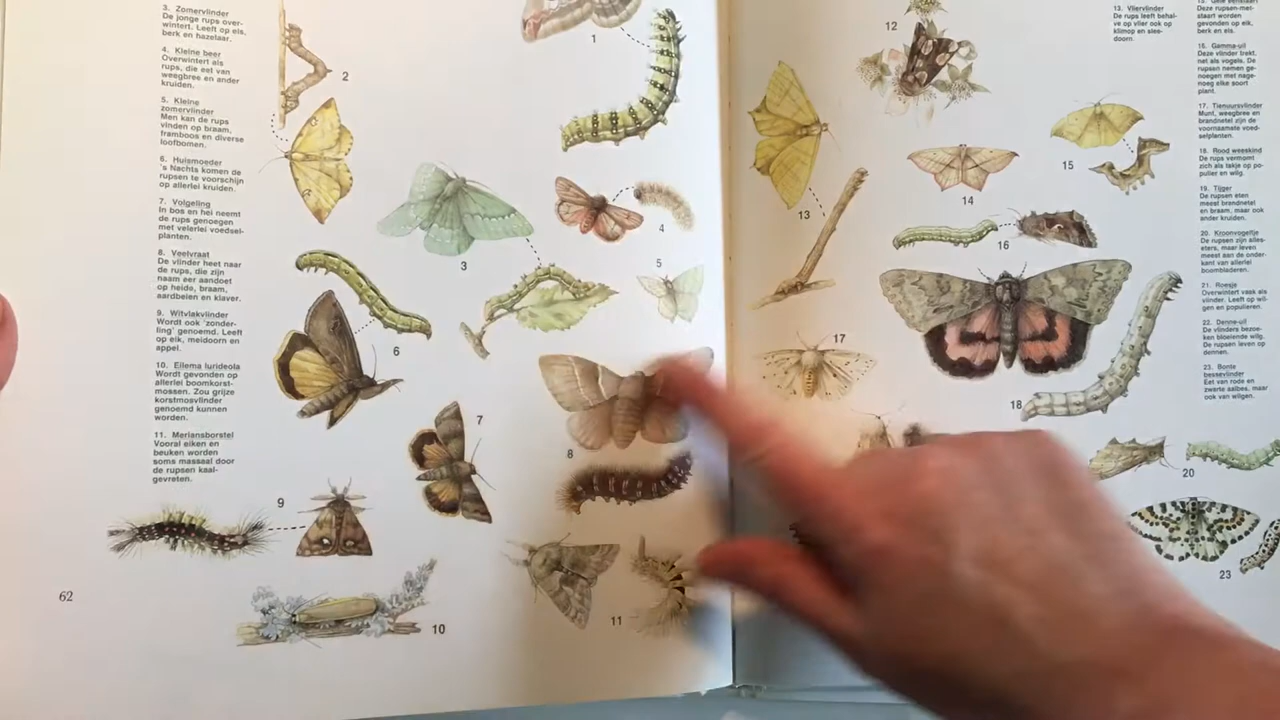 3. Zomervlinder
De jonge rups over-
wintert. Leeft op els,
berk en hazelaar.
4. Kleine beer
Overwintert als
rups, die eet van
weegbree en ander
kruiden.
5. Kleine
zomervlinder
Men kan de rups
vinden op braam,
framboos en diverse
loofbomen.
6. Huismoeder
's Nachts komen de
rupsen te voorschijn
op allerlei kruiden.
7. Volgeling
In bos en hei neemt
de rups genoegen
met velerlei voedsel-
planten.
8. Veelvraat
De vlinder heet naar
de rups, die zijn
naam eer aandoet
op heide, braam,
aardbeien en klaver.
9. Witvlakvlinder
Wordt ook 'zonder-
ling' genoemd. Leeft
op eik, meidoorn en
appel.
10. Eilema lurideola
Wordt gevonden op
allerlei boomkorst-
mossen. Zou grijze
korstmosvlinder
genoemd kunnen
worden.
11. Meriansborstel
Vooral eiken en
beuken worden
soms massaal door
de rupsen kaal-
gevreten.
62
1
2
3
4
5
6
7
8
9
10
11
12
13
14
15
16
17
18
20
23
13. Vliervlinder
De rups leeft behal-
ve op vlier ook op
klimop en slee-
doorn.
Deze rupsen-met-
staart worden
gevonden op eik,
berk en els.
16. Gamma-uil
Deze vlinder trekt,
net als vogels. De
rupsen nemen ge-
noegen met nage-
noeg elke soort
plant.
17. Tienuursvlinder
Munt, weegbree en
brandnetel zijn de
voornaamste voed-
selplanten.
18. Rood weeskind
De rups vermomt
zich als takje op po-
pulier en wilg.
19. Tijger
De rupsen eten
meest brandnetel
en braam, maar ook
ander kruiden.
20. Kroonvogeltje
De rupsen zijn alles-
eters, maar leven
meest aan de onder-
kant van allerlei
boombladeren.
21. Roesje
Overwintert vaak als
vlinder. Leeft op wil-
gen en populieren.
22. Denne-uil
De vlinders bezoe-
ken bloeiende wilg.
De rupsen leven op
dennen.
23. Bonte
bessevlinder
Eet van rode en
zwarte aalbes, maar
ook van wilgen.